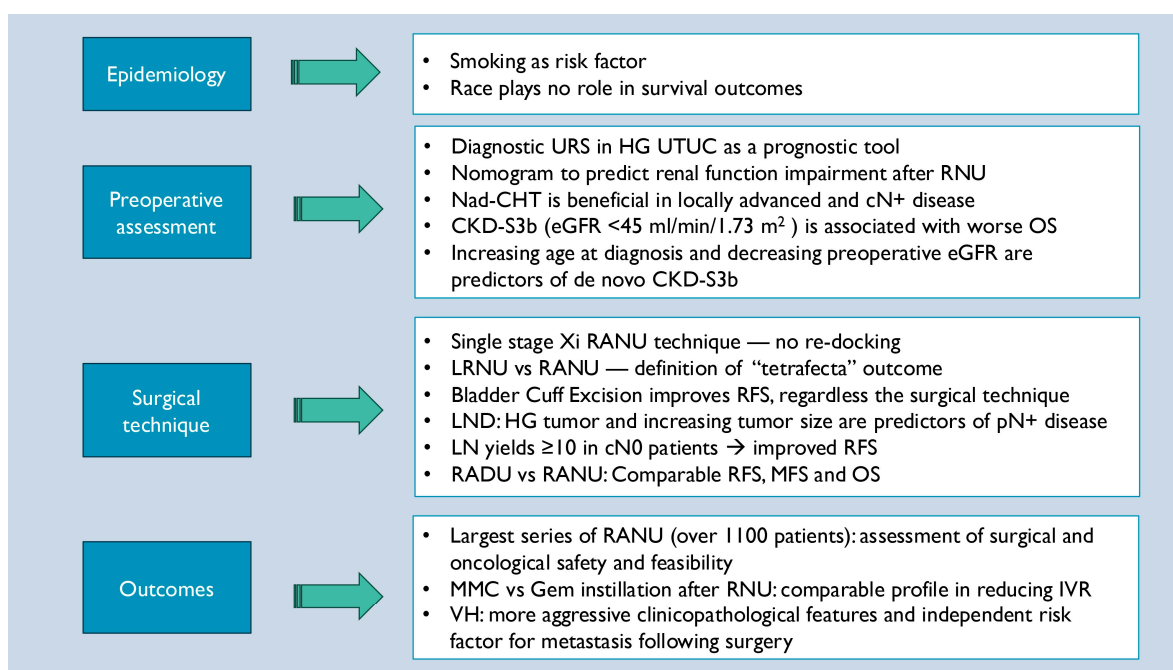 Epidemiology
• Smoking as risk factor
• Race plays no role in survival outcomes
Preoperative
assessment
• Diagnostic URS in HG UTUC as a prognostic tool
• Nomogram to predict renal function impairment after RNU
• Nad-CHT is beneficial in locally advanced and cN+ disease
• CKD-S3b (eGFR <45 ml/min/1.73 m² ) is associated with worse OS
• Increasing age at diagnosis and decreasing preoperative eGFR are
predictors of de novo CKD-S3b
Surgical
technique
• Single stage Xi RANU technique — no re-docking
• LRNU vs RANU — definition of “tetrafecta” outcome
• Bladder Cuff Excision improves RFS, regardless the surgical technique
• LND: HG tumor and increasing tumor size are predictors of pN+ disease
• LN yields ≥10 in cN0 patients → improved RFS
• RADU vs RANU: Comparable RFS, MFS and OS
Outcomes
• Largest series of RANU (over 1100 patients): assessment of surgical and
oncological safety and feasibility
• MMC vs Gem instillation after RNU: comparable profile in reducing IVR
• VH: more aggressive clinicopathological features and independent risk
factor for metastasis following surgery